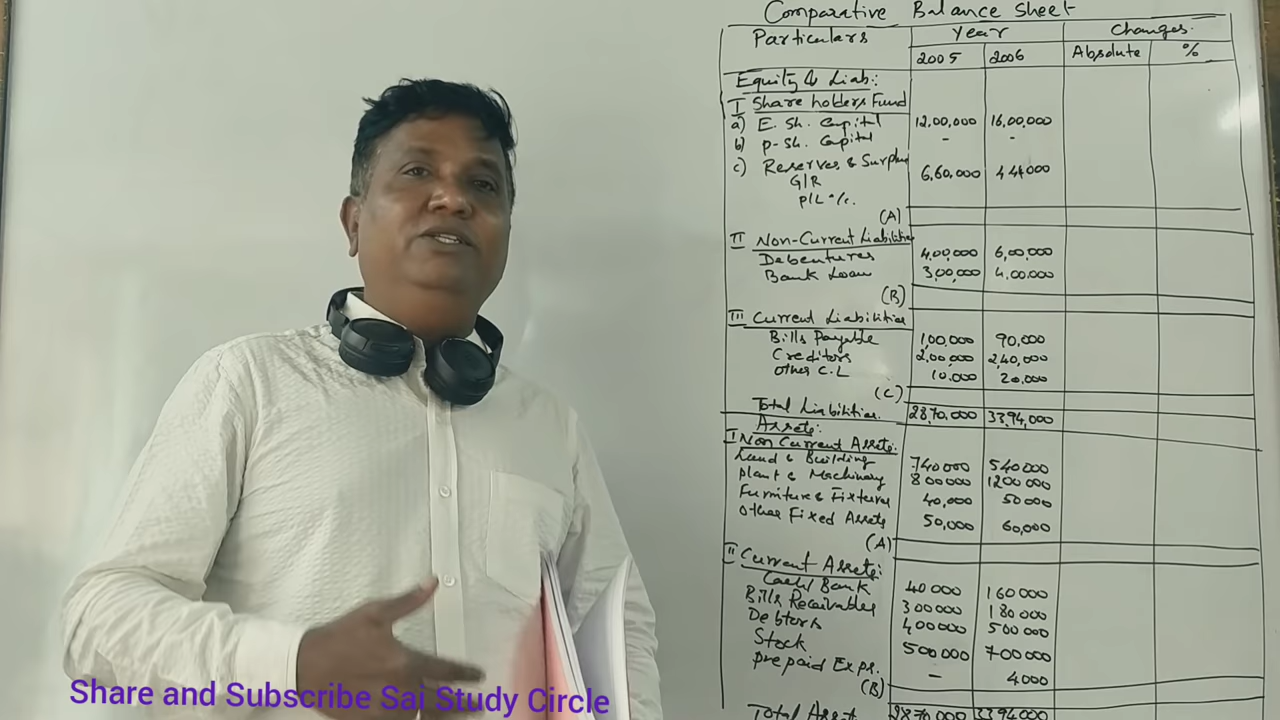 Comparative Balance Sheet
Particulars Year Changes.
2005 2006 Absolute %
Equity & Liab:
I Share holders Fund
a) E. Sh. Capital 12,00,000 16,00,000
b) P-Sh. Capital - -
c) Reserves & Surplus 6,60,000 4,44,000
G/R
P/L a/c.
(A)
II Non-Current Liabilities
Debentures 4,00,000 6,00,000
Bank Loan 3,00,000 4,00,000
(B)
III Current Liabilities
Bills Payable 1,00,000 90,000
Creditors 2,00,000 2,40,000
Other C.L 10,000 20,000
(C)
Total Liabilities. 28,70,000 33,94,000
Assets:
I Non Current Assets:
Land & Building 740000 540000
Plant & Machinery 800000 1200000
Furniture & Fixtures 40,000 50000
Other Fixed Assets 50,000 60,000
(A)
II Current Assets:
Cash/Bank 40000 160000
Bills Receivables 300000 180000
Debtors 400000 500000
Stock 500000 700000
Prepaid Exps. - 4000
(B)
Total Asset 2870000 3394000
Share and Subscribe Sai Study Circle